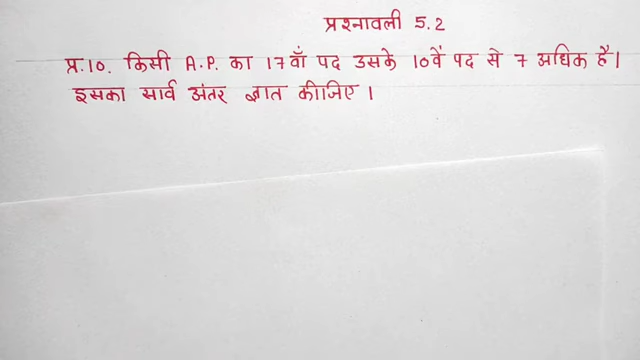 प्रश्नावली 5.2
प्र.10. किसी A.P. का 17वाँ पद उसके 10वें पद से 7 अधिक है।
इसका सार्व अंतर ज्ञात कीजिए।